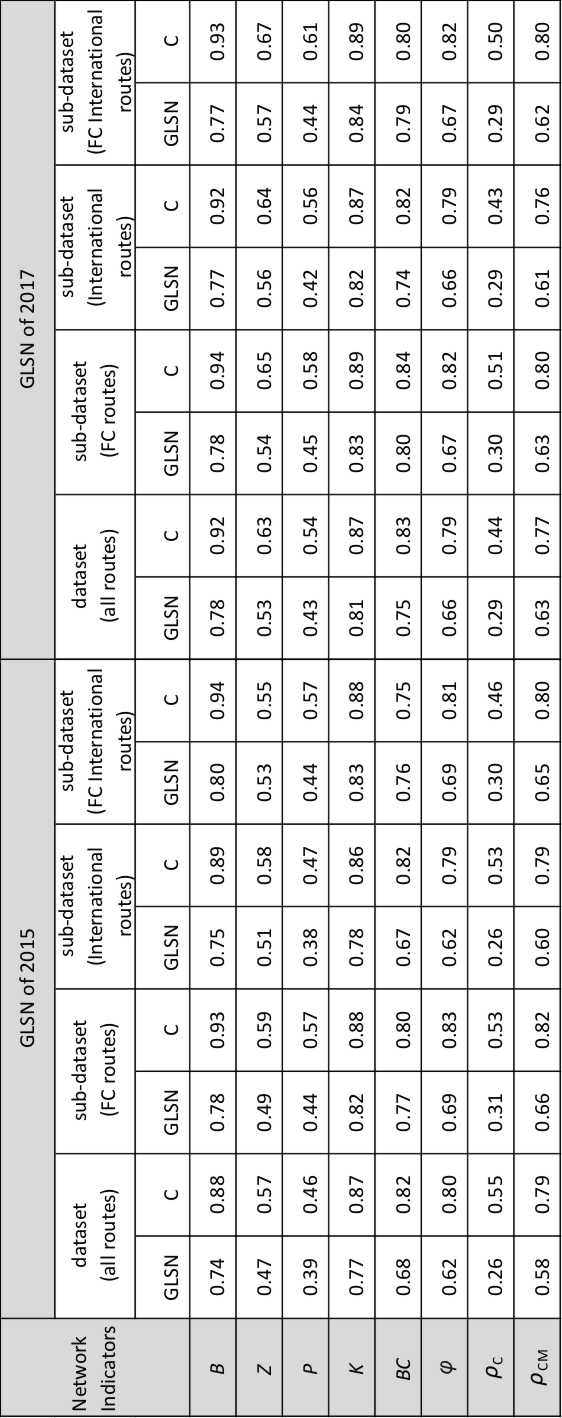 Network Indicators GLSN of 2015 GLSN of 2017
dataset (all routes) sub-dataset (FC routes) sub-dataset (International routes) sub-dataset (FC International routes) dataset (all routes) sub-dataset (FC routes) sub-dataset (International routes) sub-dataset (FC International routes)
GLSN C GLSN C GLSN C GLSN C GLSN C GLSN C GLSN C GLSN C
B 0.74 0.88 0.78 0.93 0.75 0.89 0.80 0.94 0.78 0.92 0.78 0.94 0.77 0.92 0.77 0.93
Z 0.47 0.57 0.49 0.59 0.51 0.58 0.53 0.55 0.53 0.63 0.54 0.65 0.56 0.64 0.57 0.67
P 0.39 0.46 0.44 0.57 0.38 0.47 0.44 0.57 0.43 0.54 0.45 0.58 0.42 0.56 0.44 0.61
K 0.77 0.87 0.82 0.88 0.78 0.86 0.83 0.88 0.81 0.87 0.83 0.89 0.82 0.87 0.84 0.89
BC 0.68 0.82 0.77 0.80 0.67 0.82 0.76 0.75 0.75 0.83 0.80 0.84 0.74 0.82 0.79 0.80
φ 0.62 0.80 0.69 0.83 0.62 0.79 0.69 0.81 0.66 0.79 0.67 0.82 0.66 0.79 0.67 0.82
ρC 0.26 0.55 0.31 0.53 0.26 0.53 0.30 0.46 0.29 0.44 0.30 0.51 0.29 0.43 0.29 0.50
ρCM 0.58 0.79 0.66 0.82 0.60 0.79 0.65 0.80 0.63 0.77 0.63 0.80 0.61 0.76 0.62 0.80